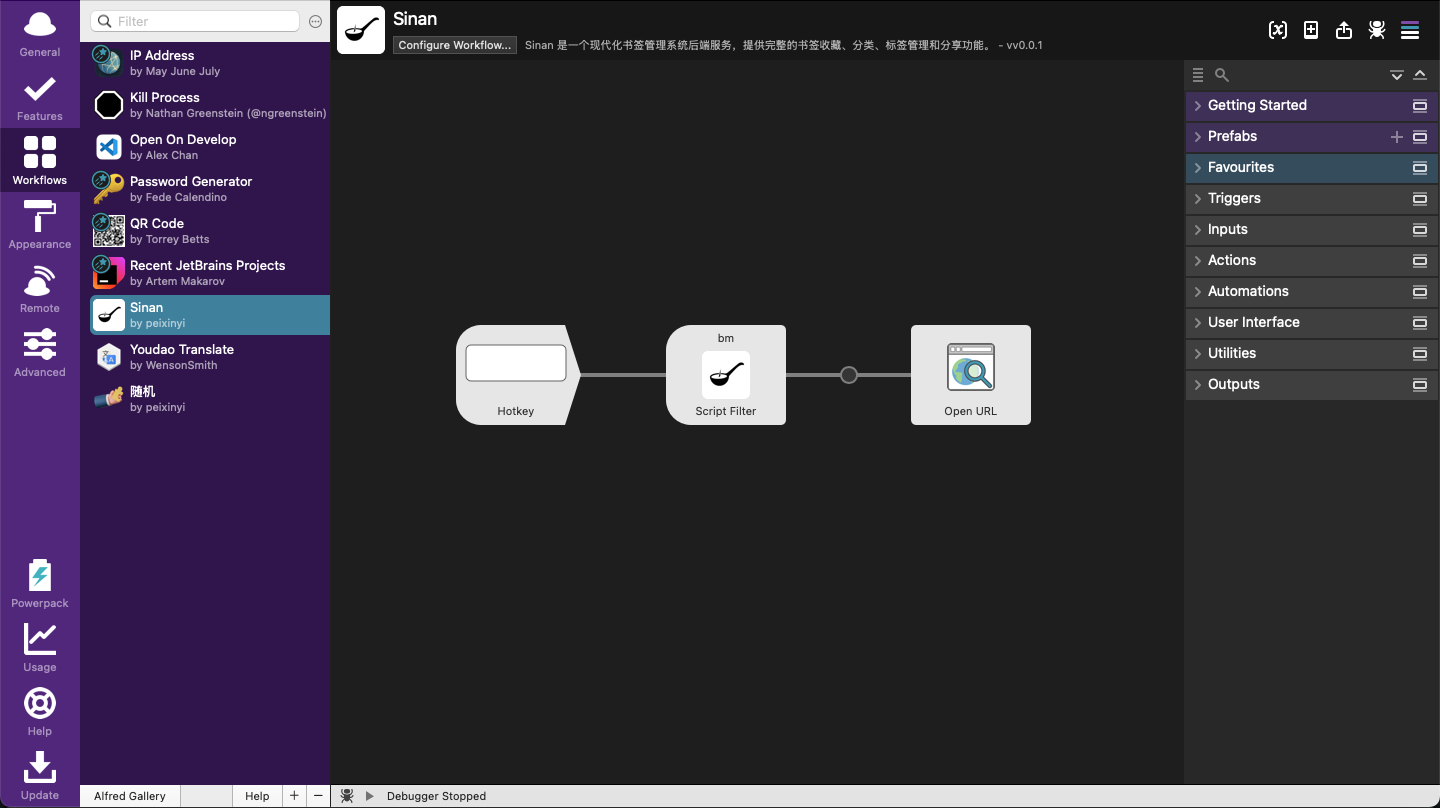 General
Features
Workflows
Appearance
Remote
Advanced
Powerpack
Usage
Help
Update
Filter
IP Address
by May June July
Kill Process
by Nathan Greenstein (@ngreenstein)
Open On Develop
by Alex Chan
Password Generator
by Fede Calendino
QR Code
by Torrey Betts
Recent JetBrains Projects
by Artem Makarov
Sinan
by peixinyi
Youdao Translate
by WensonSmith
随机
by peixinyi
Alfred Gallery
Help
+
−
Sinan
Configure Workflow...
Sinan 是一个现代化书签管理系统后端服务，提供完整的书签收藏、分类、标签管理和分享功能。 - vv0.0.1
Hotkey
bm
Script Filter
Open URL
Getting Started
Prefabs
Favourites
Triggers
Inputs
Actions
Automations
User Interface
Utilities
Outputs
Debugger Stopped